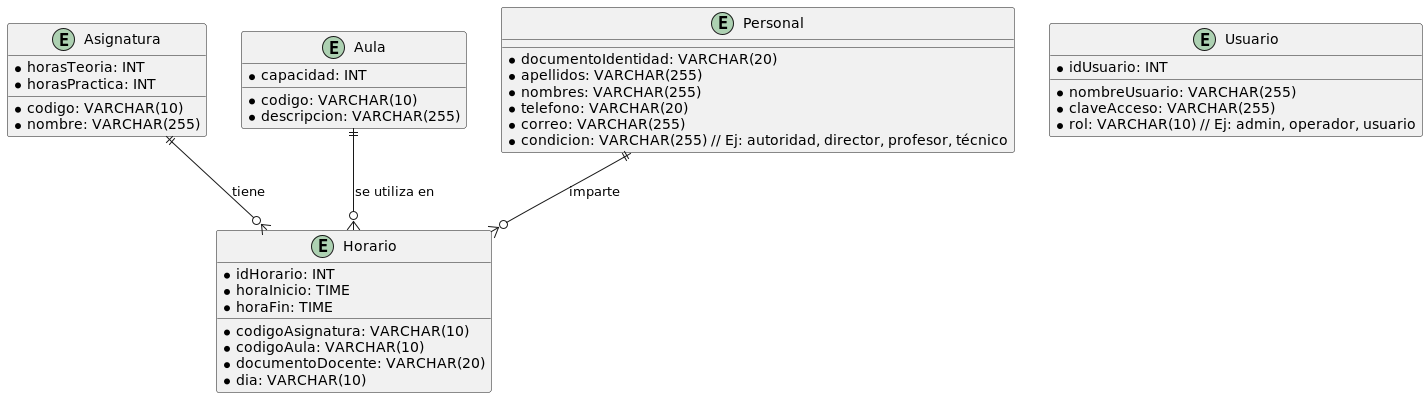 E Asignatura
horasTeoria: INT
horasPractica: INT
codigo: VARCHAR(10)
nombre: VARCHAR(255)
E Aula
capacidad: INT
codigo: VARCHAR(10)
descripcion: VARCHAR(255)
E Personal
documentoIdentidad: VARCHAR(20)
apellidos: VARCHAR(255)
nombres: VARCHAR(255)
telefono: VARCHAR(20)
correo: VARCHAR(255)
condicion: VARCHAR(255) // Ej: autoridad, director, profesor, técnico
E Usuario
idUsuario: INT
nombreUsuario: VARCHAR(255)
claveAcceso: VARCHAR(255)
rol: VARCHAR(10) // Ej: admin, operador, usuario
tiene
se utiliza en
imparte
E Horario
idHorario: INT
horaInicio: TIME
horaFin: TIME
codigoAsignatura: VARCHAR(10)
codigoAula: VARCHAR(10)
documentoDocente: VARCHAR(20)
dia: VARCHAR(10)